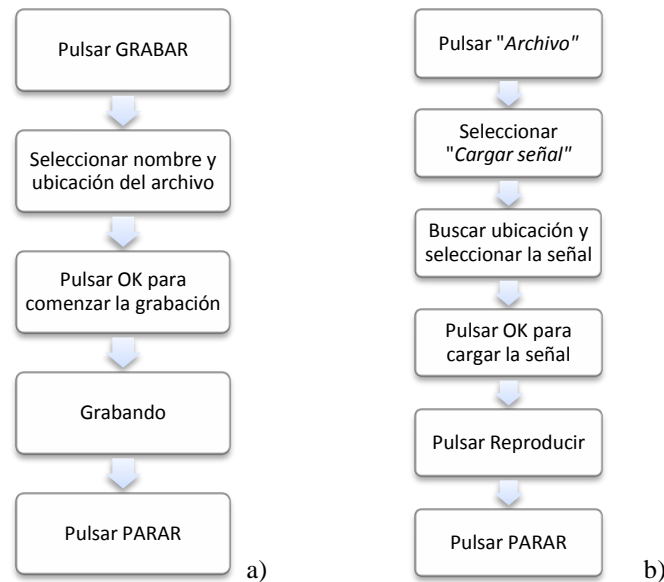 Pulsar GRABAR
Seleccionar nombre y
ubicación del archivo
Pulsar OK para
comenzar la grabación
Grabando
Pulsar PARAR
a)
Pulsar "Archivo"
Seleccionar
"Cargar señal"
Buscar ubicación y
seleccionar la señal
Pulsar OK para
cargar la señal
Pulsar Reproducir
Pulsar PARAR
b)